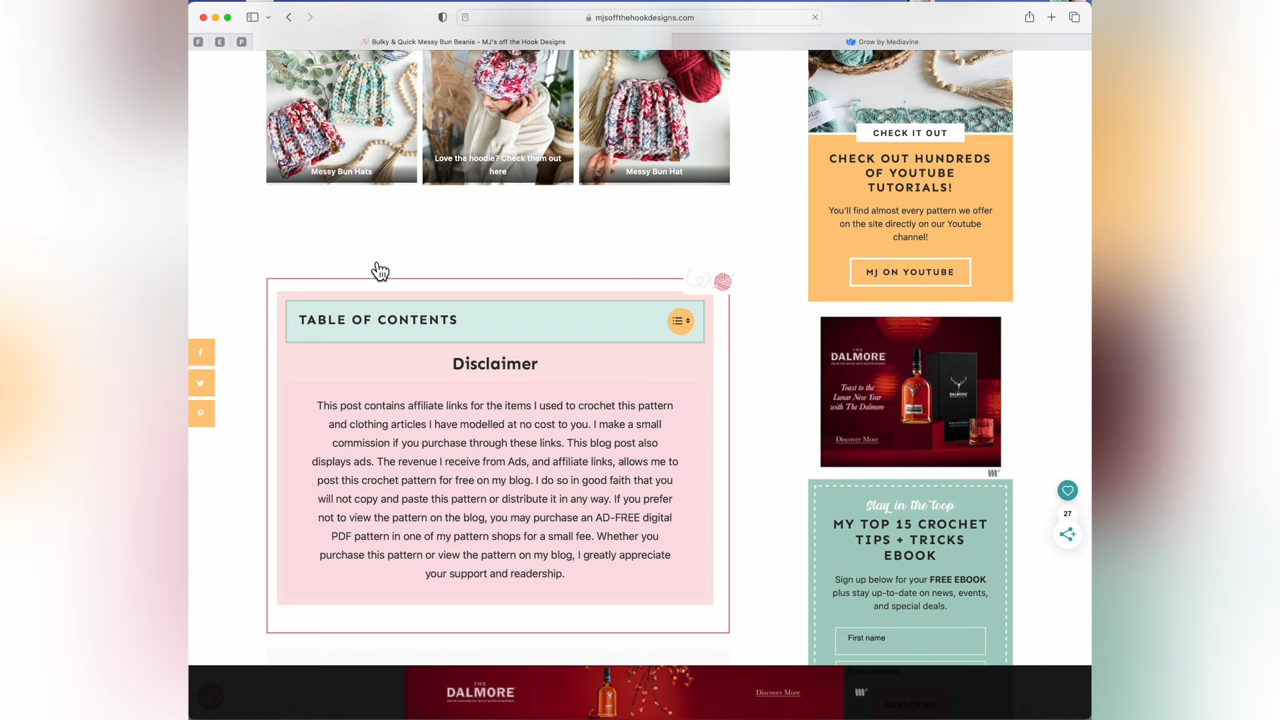 mjsoffthehookdesigns.com
F
E
P
Bulky & Quick Messy Bun Beanie - MJ's off the Hook Designs
Grow by Mediavine
Messy Bun Hats
Love the hoodie? Check them out
here
Messy Bun Hat
CHECK IT OUT
CHECK OUT HUNDREDS
OF YOUTUBE
TUTORIALS!
You'll find almost every pattern we offer
on the site directly on our Youtube
channel!
MJ ON YOUTUBE
TABLE OF CONTENTS
Disclaimer
This post contains affiliate links for the items I used to crochet this pattern
and clothing articles I have modelled at no cost to you. I make a small
commission if you purchase through these links. This blog post also
displays ads. The revenue I receive from Ads, and affiliate links, allows me to
post this crochet pattern for free on my blog. I do so in good faith that you
will not copy and paste this pattern or distribute it in any way. If you prefer
not to view the pattern on the blog, you may purchase an AD-FREE digital
PDF pattern in one of my pattern shops for a small fee. Whether you
purchase this pattern or view the pattern on my blog, I greatly appreciate
your support and readership.
THE
DALMORE
Toast to the
Lunar New Year
with The Dalmore
Discover More
Stay in the loop
MY TOP 15 CROCHET
TIPS + TRICKS
EBOOK
Sign up below for your FREE EBOOK
plus stay up-to-date on news, events,
and special deals.
First name
27
THE
DALMORE
Discover More
SUBSCRIBE